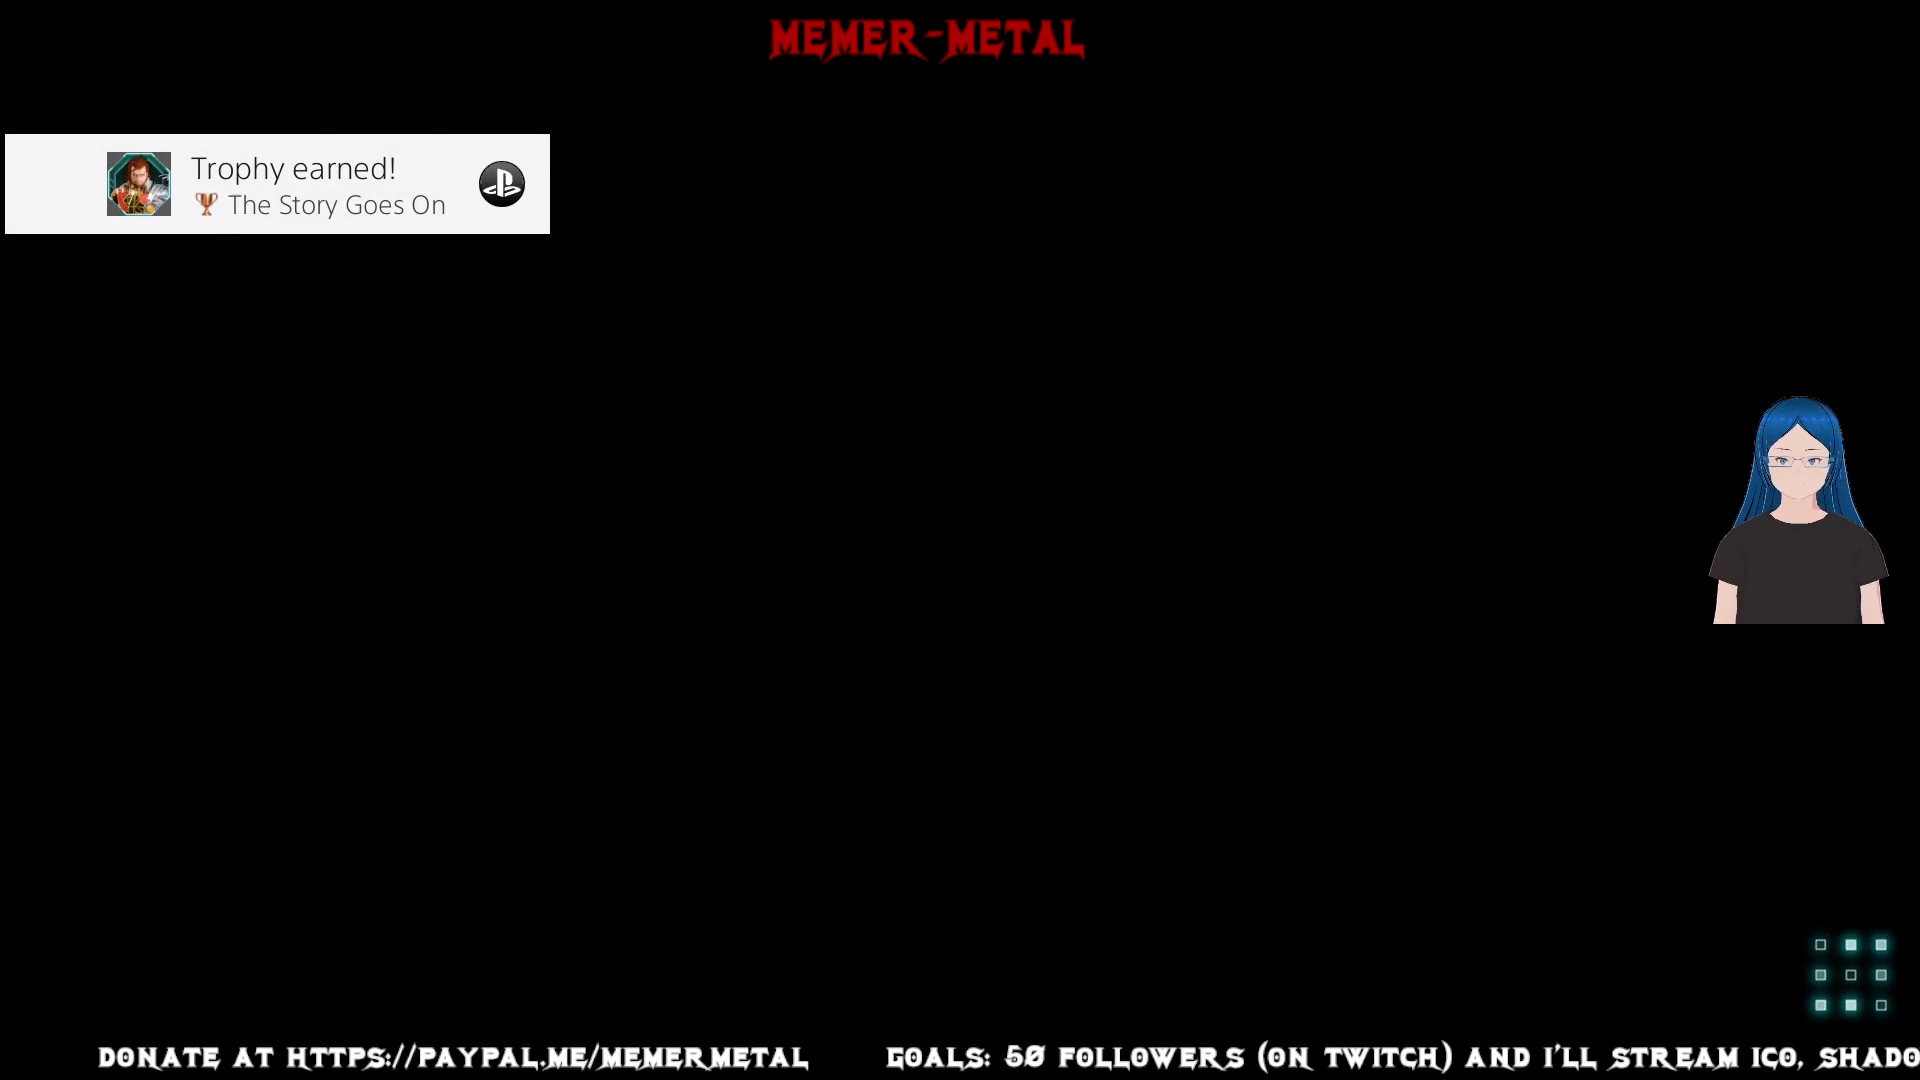 MEMER-METAL
Trophy earned!
The Story Goes On
DONATE AT HTTPS://PAYPAL.ME/MEMERMETAL GOALS: 50 FOLLOWERS (ON TWITCH) AND I'LL STREAM ICO, SHADO